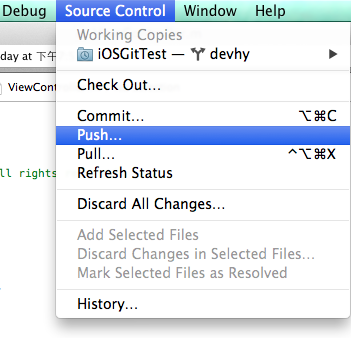 Debug Source Control Window Help
Working Copies
iOSGitTest — devhy
day at 下午
Check Out...
ViewCont
Commit... ⌥⌘C
Push...
Pull... ^⌥⌘X
ll rights
Refresh Status
Discard All Changes...
Add Selected Files
Discard Changes in Selected Files...
Mark Selected Files as Resolved
History...